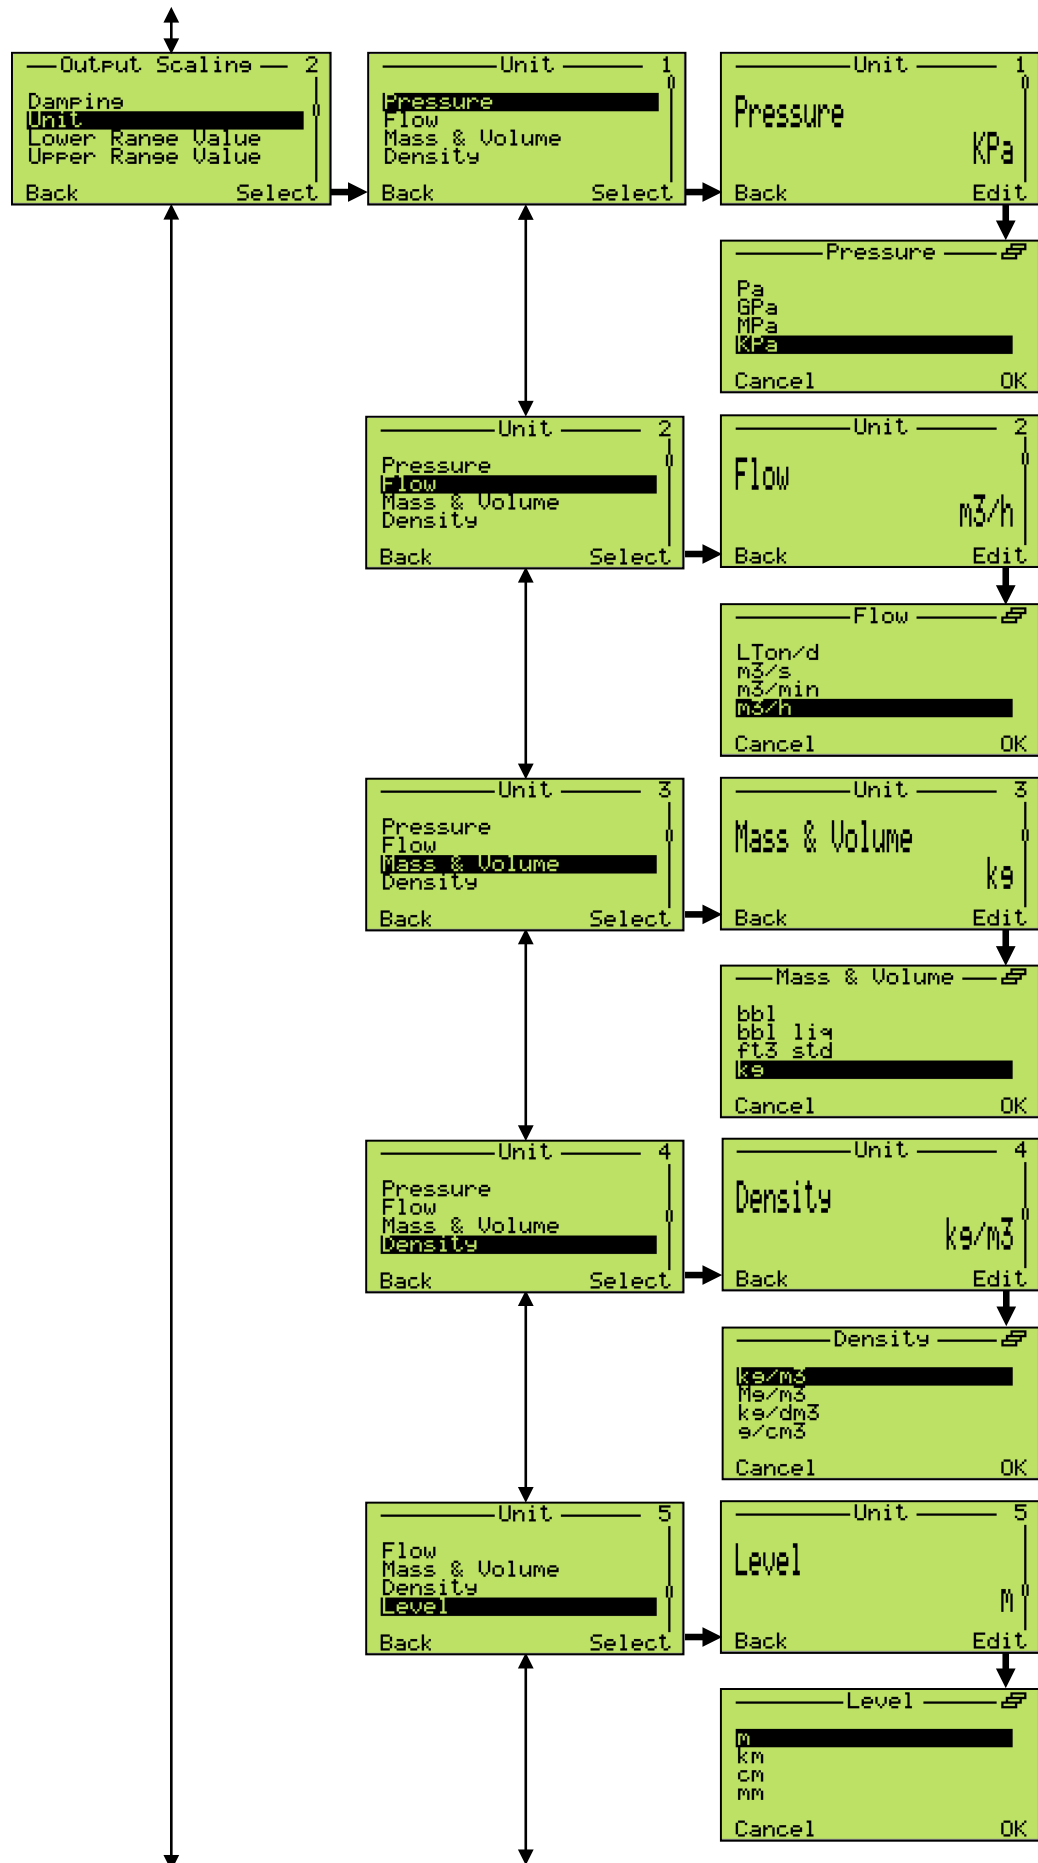 Output Scaling 2
Damping
Unit
Lower Range Value
Upper Range Value
Back Select
Unit 1
Pressure
Flow
Mass & Volume
Density
Back Select
Unit 1
Pressure
KPa
Back Edit
Pressure
Pa
GPa
MPa
KPa
Cancel OK
Unit 2
Pressure
Flow
Mass & Volume
Density
Back Select
Unit 2
Flow
m3/h
Back Edit
Flow
LTon/d
m3/s
m3/min
m3/h
Cancel OK
Unit 3
Pressure
Flow
Mass & Volume
Density
Back Select
Unit 3
Mass & Volume
kg
Back Edit
Mass & Volume
bbl
bbl liq
ft3 std
kg
Cancel OK
Unit 4
Pressure
Flow
Mass & Volume
Density
Back Select
Unit 4
Density
kg/m3
Back Edit
Density
kg/m3
Mg/m3
kg/dm3
g/cm3
Cancel OK
Unit 5
Flow
Mass & Volume
Density
Level
Back Select
Unit 5
Level
m
Back Edit
Level
m
km
cm
mm
Cancel OK